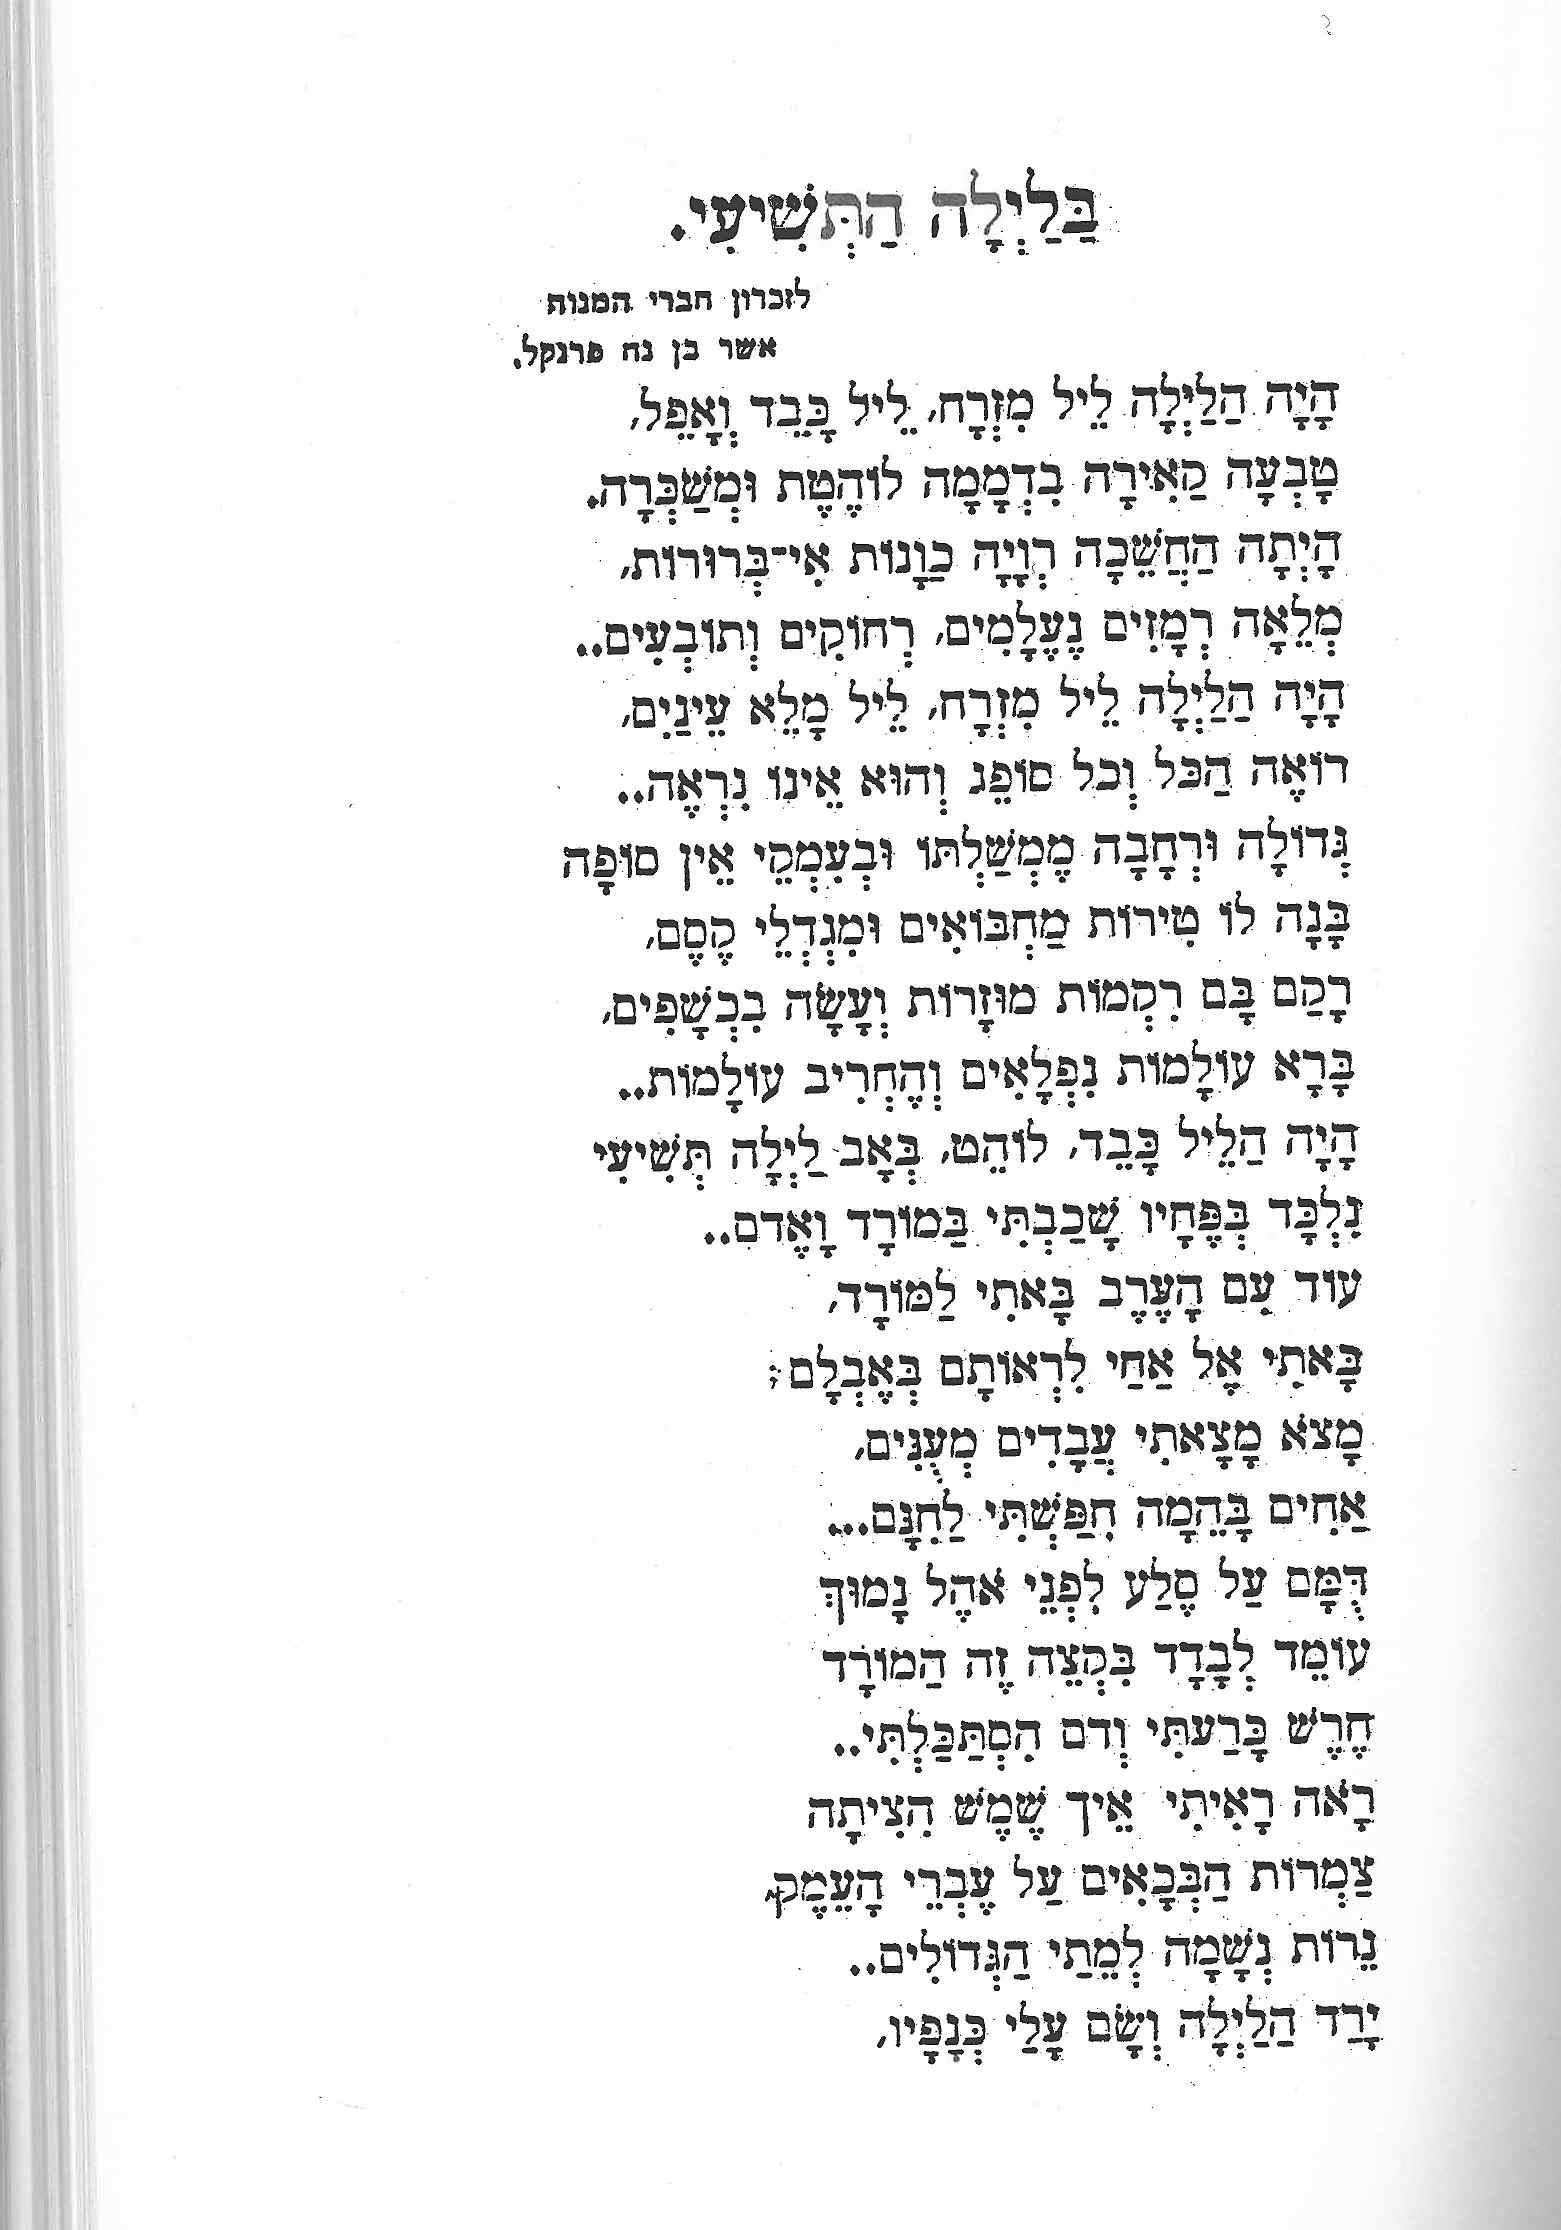 בַּלַּיְלָה הַתְּשִׁיעִי.
לזכרון חברי המנוח
אשר בן נח פרנקל.
הָיָה הַלַּיְלָה לֵיל מִזְרָח, לֵיל כָּבֵד וְאָפֵל,
טָבְעָה קַאִירָה בִדְמָמָה לוֹהֶטֶת וּמְשַׁכְּרָה.
הָיְתָה הַחֲשֵׁכָה רְוָיָה כַוָנוֹת אִי־בְּרוּרוֹת,
מְלֵאָה רְמָזִים נֶעֱלָמִים, רְחוֹקִים וְתוֹבְעִים..
הָיָה הַלַּיְלָה לֵיל מִזְרָח, לֵיל מָלֵא עֵינַיִם,
רוֹאֶה הַכֹּל וְכֹל סוֹפֵג וְהוּא אֵינוֹ נִרְאֶה..
גְּדוֹלָה וּרְחָבָה מֶמְשַׁלְתּוֹ וּבְעִמְקֵי אֵין סוֹפָהּ
בָּנָה לוֹ טִירוֹת מַחְבּוֹאִים וּמִגְדְלֵי קֶסֶם,
רָקַם בָּם רִקְמוֹת מוּזָרוֹת וְעָשָׂה בִכְשָׁפִים,
בָּרָא עוֹלָמוֹת נִפְלָאִים וְהֶחְרִיב עוֹלָמוֹת..
הָיָה הַלֵּיל כָּבֵד, לוֹהֵט, בְּאָב לַיְלָה תְּשִׁיעִי
נִלְכָּד בְּפֶּחָיו שָׁכַבְתִּי בַּמוֹרָד וָאֶדֹם..
עוֹד עִם הָעֶרֶב בָּאתִי לַמּוֹרָד,
בָּאתִי אֶל אַחַי לִרְאוֹתָם בְּאֶבְלָם;
מָצֹא מָצָאתִי עֲבָדִים מְעֻנִּים,
אַחִים בָּהֵמָה חִפַּשְׂתִּי לַחִנָּם...
דֻּמָּם עַל סֶלַע לִפְנֵי אֹהֶל נָמוּךְ
עוֹמֵד לְבָדָד בִּקְצֵה זֶה הַמּוֹרָד
חֶרֶשׁ כָּרַעְתִּי וְדֹם הִסְתַּכַּלְתִּי..
רָאֹה רָאִיתִי אֵיךְ שֶׁמֶשׁ הִצִּיתָה
צַמְרוֹת הַבְּכָאִים עַל עֶבְרֵי הָעֵמֶק,
נֵרוֹת נְשָׁמָה לְמֵתַי הַגְּדוֹלִים..
יָרַד הַלַּיְלָה וְשָׂם עָלַי כְּנָפָיו,